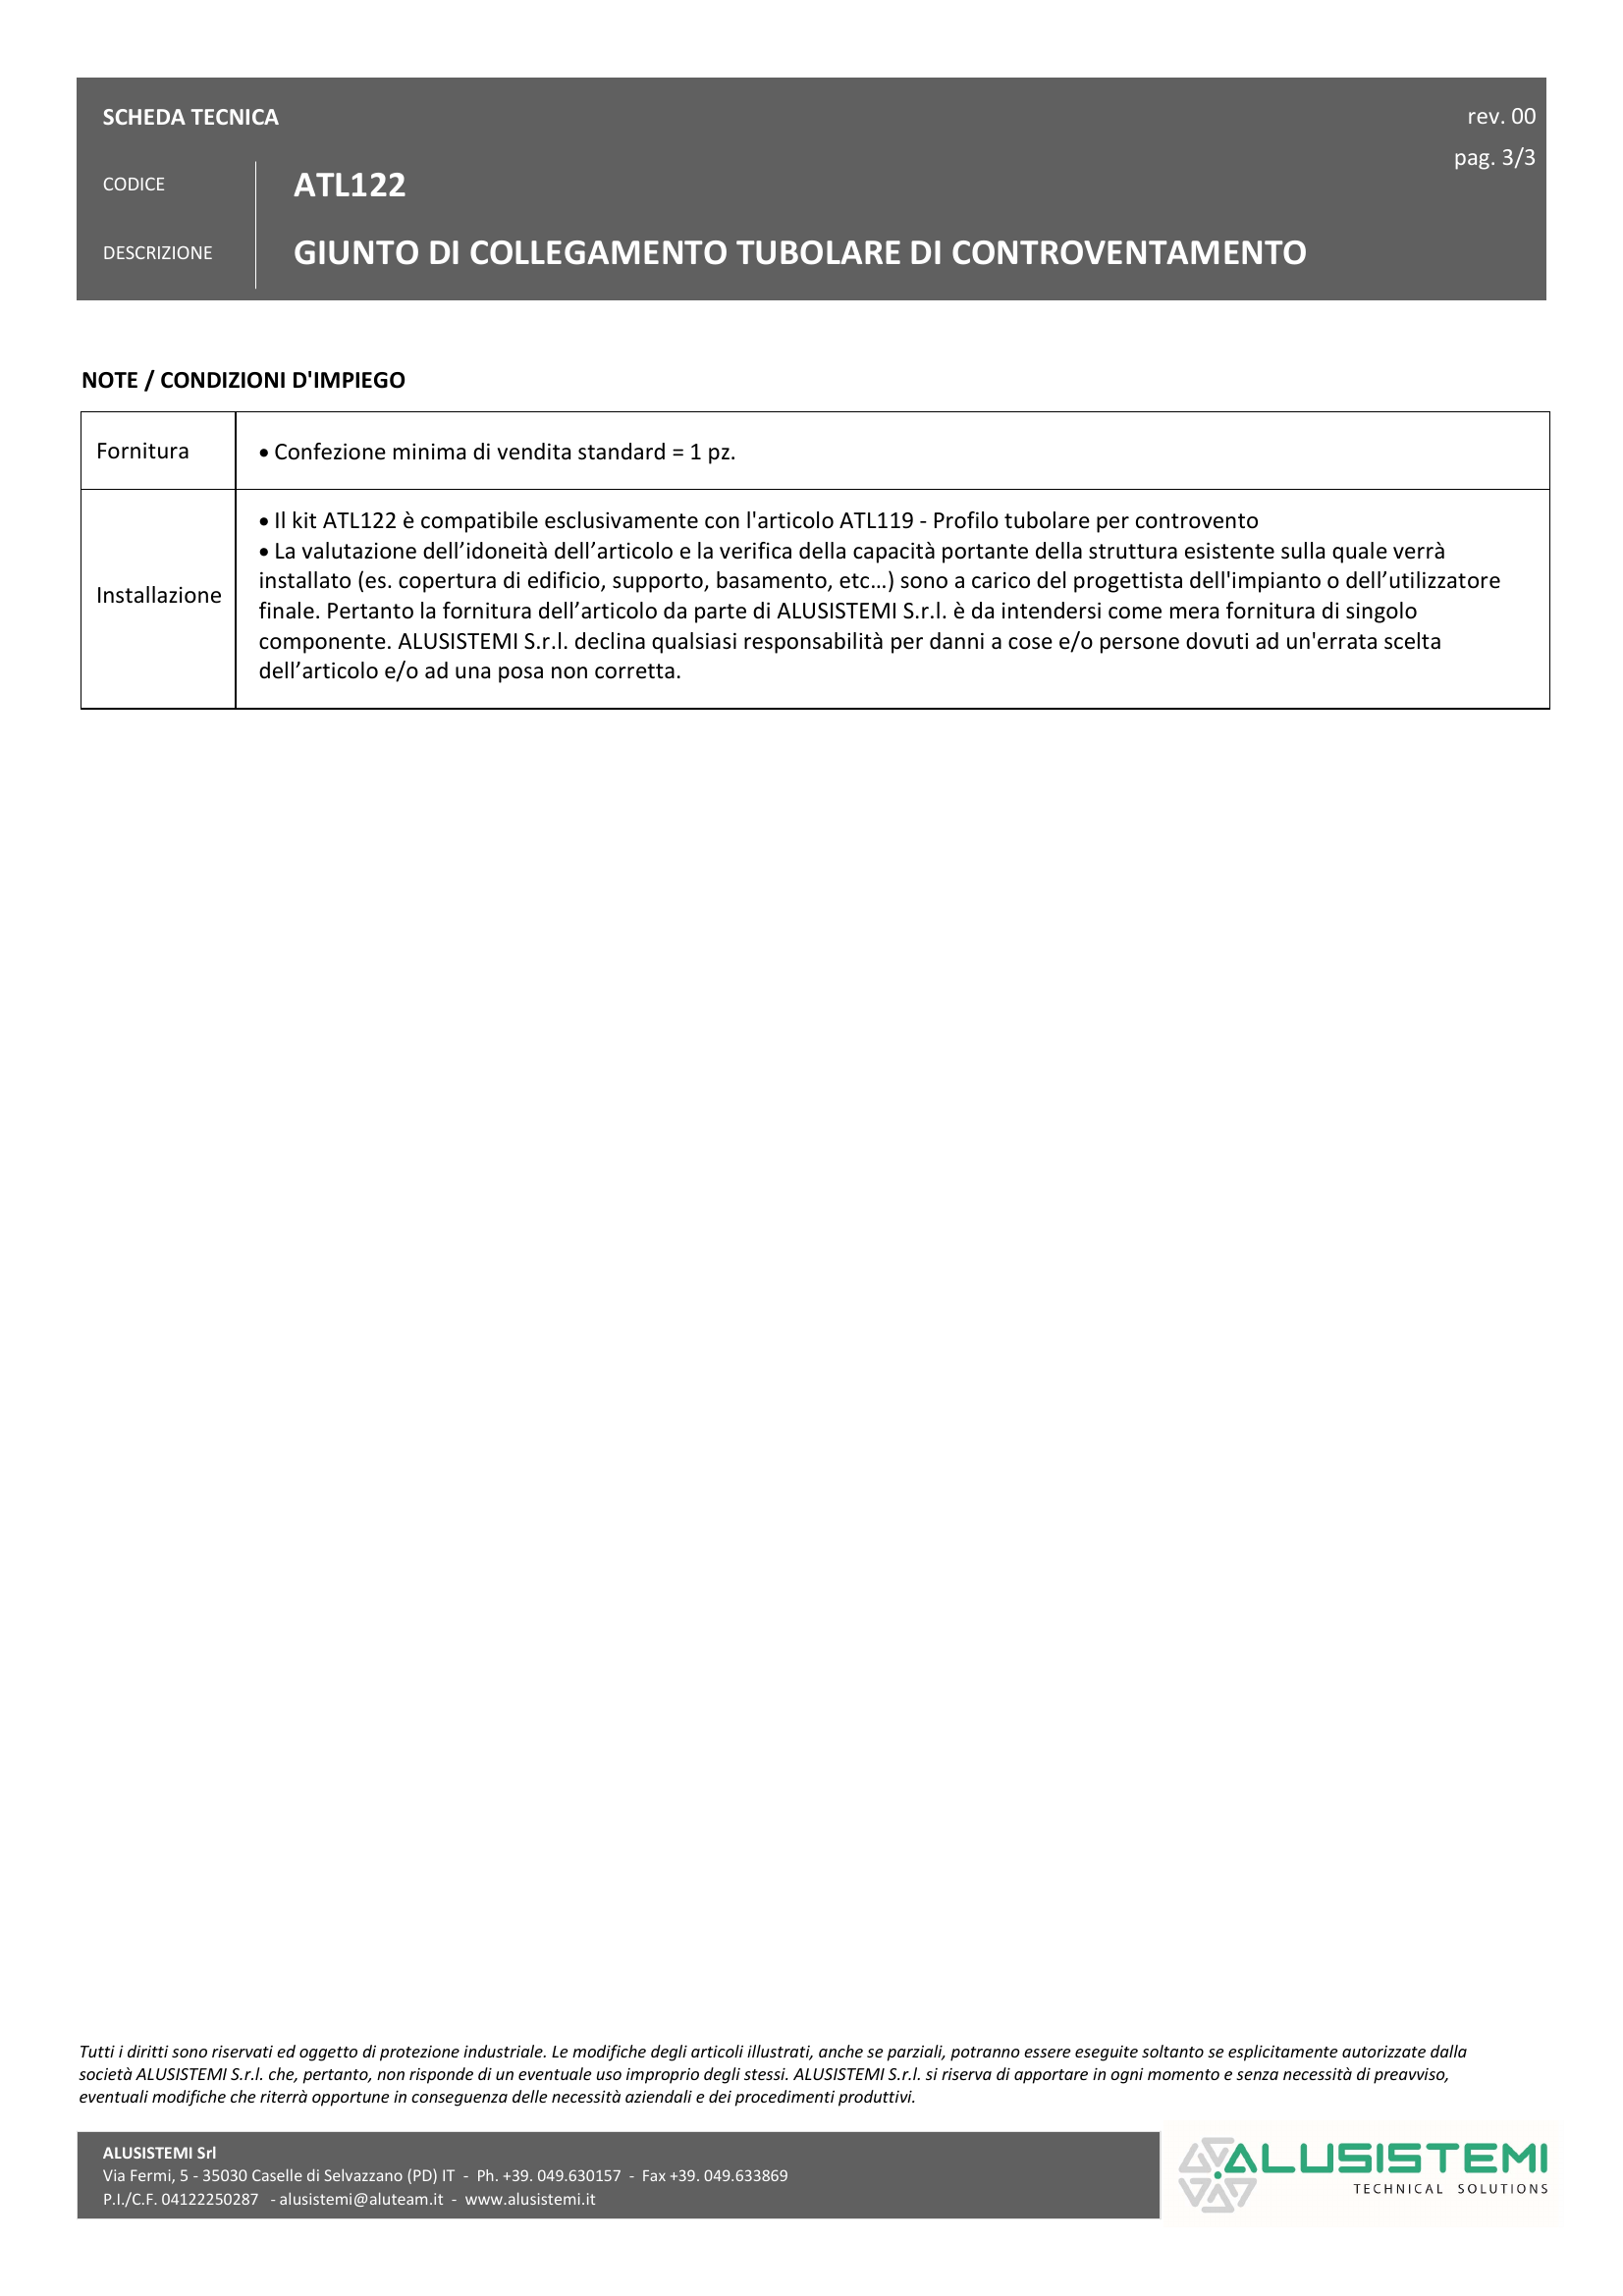 SCHEDA TECNICA
rev. 00
pag. 3/3
CODICE
ATL122
DESCRIZIONE
GIUNTO DI COLLEGAMENTO TUBOLARE DI CONTROVENTAMENTO
NOTE / CONDIZIONI D'IMPIEGO
Fornitura
• Confezione minima di vendita standard = 1 pz.
Installazione
• Il kit ATL122 è compatibile esclusivamente con l'articolo ATL119 - Profilo tubolare per controvento
• La valutazione dell’idoneità dell’articolo e la verifica della capacità portante della struttura esistente sulla quale verrà
installato (es. copertura di edificio, supporto, basamento, etc…) sono a carico del progettista dell'impianto o dell’utilizzatore
finale. Pertanto la fornitura dell’articolo da parte di ALUSISTEMI S.r.l. è da intendersi come mera fornitura di singolo
componente. ALUSISTEMI S.r.l. declina qualsiasi responsabilità per danni a cose e/o persone dovuti ad un'errata scelta
dell’articolo e/o ad una posa non corretta.
Tutti i diritti sono riservati ed oggetto di protezione industriale. Le modifiche degli articoli illustrati, anche se parziali, potranno essere eseguite soltanto se esplicitamente autorizzate dalla
società ALUSISTEMI S.r.l. che, pertanto, non risponde di un eventuale uso improprio degli stessi. ALUSISTEMI S.r.l. si riserva di apportare in ogni momento e senza necessità di preavviso,
eventuali modifiche che riterrà opportune in conseguenza delle necessità aziendali e dei procedimenti produttivi.
ALUSISTEMI Srl
Via Fermi, 5 - 35030 Caselle di Selvazzano (PD) IT - Ph. +39. 049.630157 - Fax +39. 049.633869
P.I./C.F. 04122250287 - alusistemi@aluteam.it - www.alusistemi.it
ALUSISTEMI
TECHNICAL SOLUTIONS